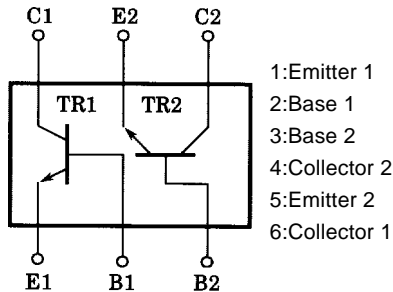 C1 E2 C2
TR1 TR2
E1 B1 B2
1:Emitter 1
2:Base 1
3:Base 2
4:Collector 2
5:Emitter 2
6:Collector 1